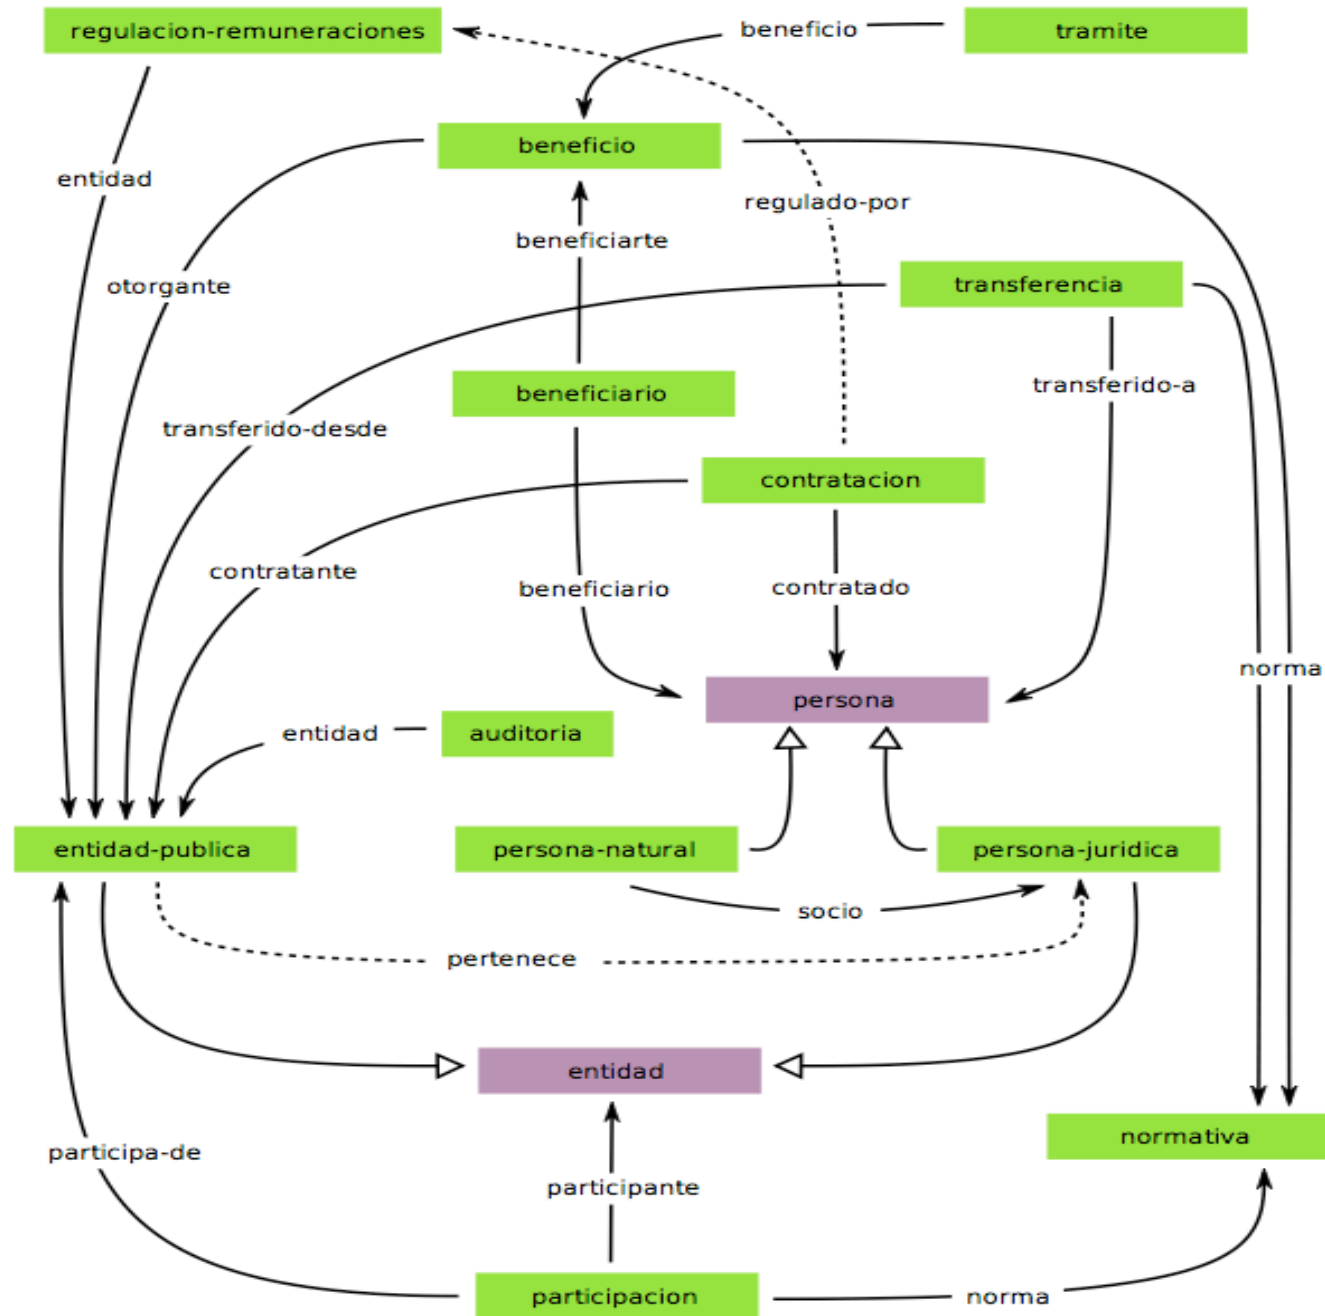 regulacion-remuneraciones
beneficio
tramite
beneficio
entidad
regulado-por
beneficiarte
otorgante
transferencia
transferido-a
beneficiario
transferido-desde
contratacion
contratante
beneficiario
contratado
norma
persona
entidad
auditoria
entidad-publica
persona-natural
persona-juridica
socio
pertenece
entidad
normativa
participa-de
participante
participacion
norma